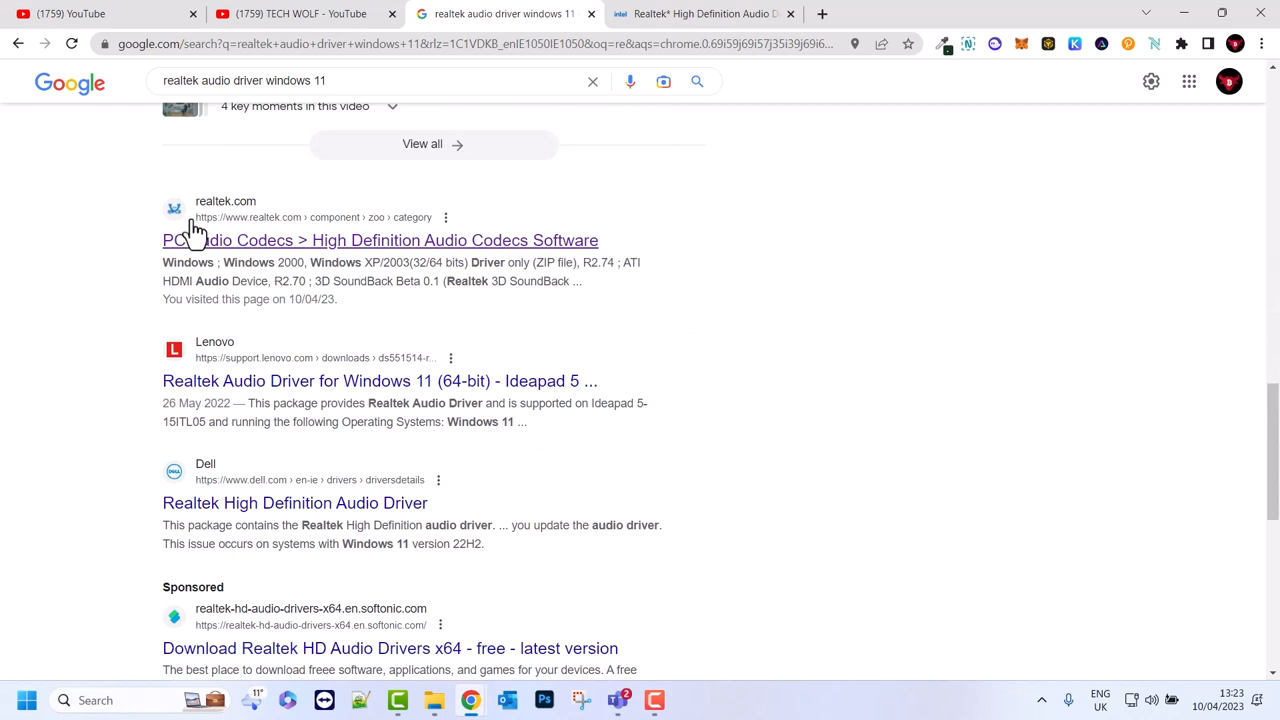 (1759) YouTube
(1759) TECH WOLF - YouTube
realtek audio driver windows 11
Realtek* High Definition Audio D
google.com/search?q=realtek+audio+driver+windows+11&rlz=1C1VDKB_enIE1050IE1050&oq=re&aqs=chrome.0.69i59j69i57j35i39j69i6...
Google
realtek audio driver windows 11
4 key moments in this video
View all
realtek.com
https://www.realtek.com › component › zoo › category
PC Audio Codecs > High Definition Audio Codecs Software
Windows ; Windows 2000, Windows XP/2003(32/64 bits) Driver only (ZIP file), R2.74 ; ATI
HDMI Audio Device, R2.70 ; 3D SoundBack Beta 0.1 (Realtek 3D SoundBack ...
You visited this page on 10/04/23.
L
Lenovo
https://support.lenovo.com › downloads › ds551514-r...
Realtek Audio Driver for Windows 11 (64-bit) - Ideapad 5 ...
26 May 2022 — This package provides Realtek Audio Driver and is supported on Ideapad 5-
15ITL05 and running the following Operating Systems: Windows 11 ...
DELL
Dell
https://www.dell.com › en-ie › drivers › driversdetails
Realtek High Definition Audio Driver
This package contains the Realtek High Definition audio driver. ... you update the audio driver.
This issue occurs on systems with Windows 11 version 22H2.
Sponsored
realtek-hd-audio-drivers-x64.en.softonic.com
https://realtek-hd-audio-drivers-x64.en.softonic.com/
Download Realtek HD Audio Drivers x64 - free - latest version
The best place to download freee software, applications, and games for your devices. A free
Search
11°
Ps
2
ENG
UK
13:23
10/04/2023